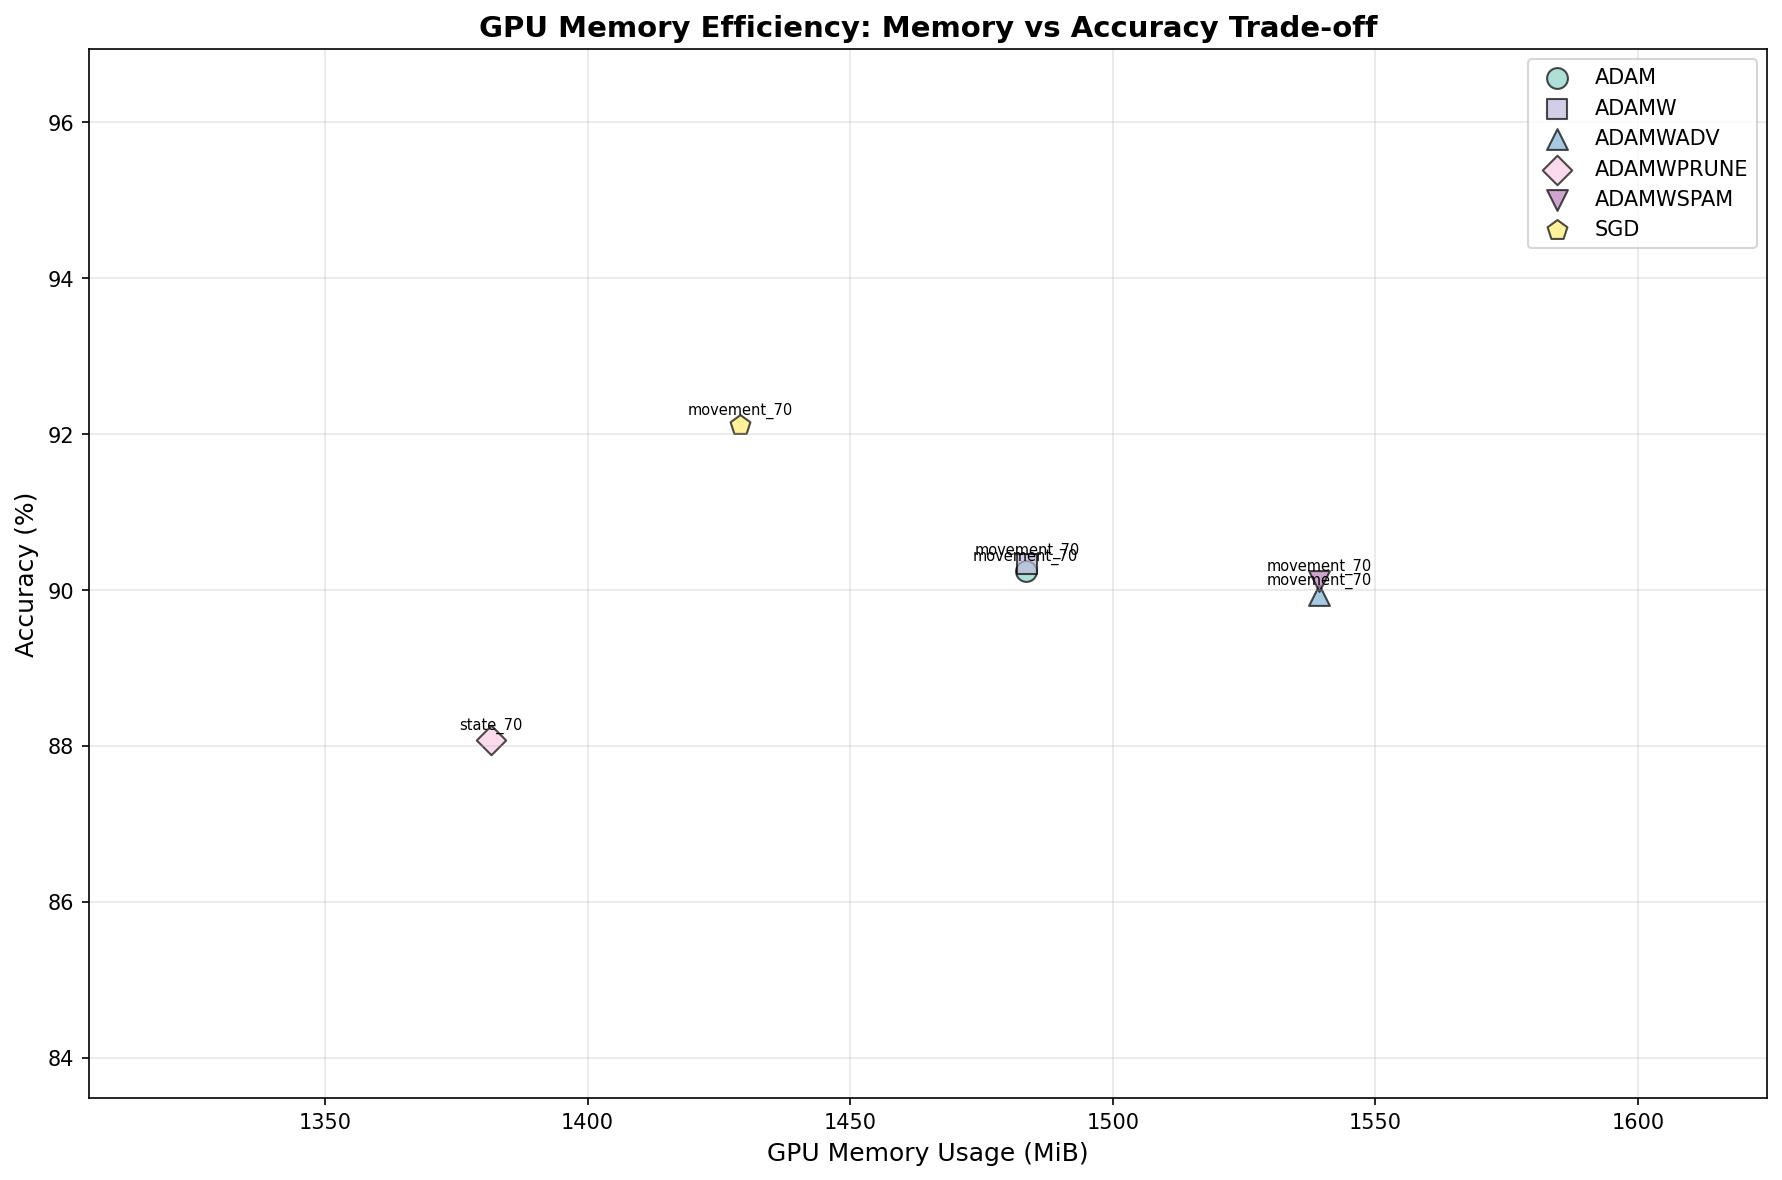 GPU Memory Efficiency: Memory vs Accuracy Trade-off
ADAM
ADAMW
ADAMWADV
ADAMWPRUNE
ADAMWSPAM
SGD
96
94
92
90
88
86
84
Accuracy (%)
movement_70
movement_70
movement_70
movement_70
movement_70
state_70
1350
1400
1450
1500
1550
1600
GPU Memory Usage (MiB)